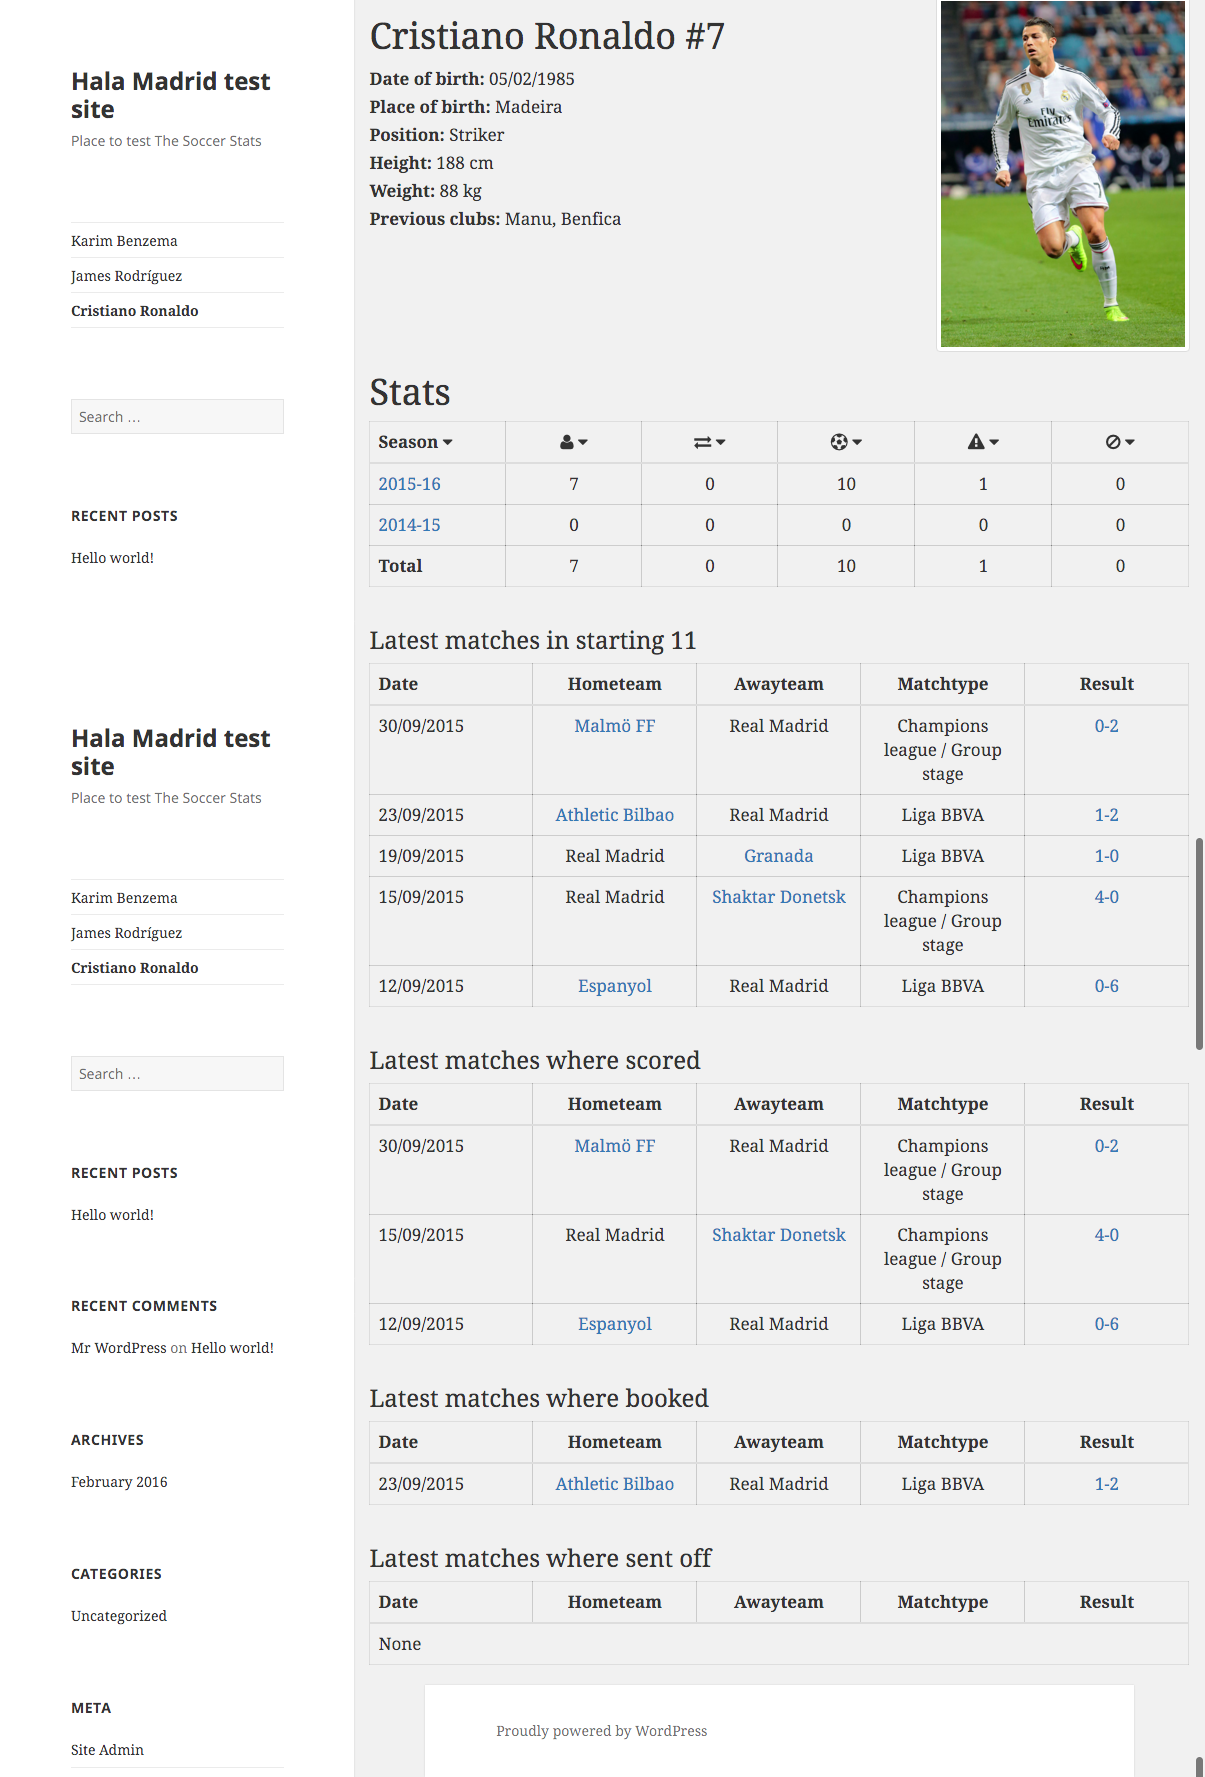 Hala Madrid test
site
Place to test The Soccer Stats
Karim Benzema
James Rodríguez
Cristiano Ronaldo
Search …
RECENT POSTS
Hello world!
Hala Madrid test
site
Place to test The Soccer Stats
Karim Benzema
James Rodríguez
Cristiano Ronaldo
Search …
RECENT POSTS
Hello world!
RECENT COMMENTS
Mr WordPress on Hello world!
ARCHIVES
February 2016
CATEGORIES
Uncategorized
META
Site Admin
Cristiano Ronaldo #7
Date of birth: 05/02/1985
Place of birth: Madeira
Position: Striker
Height: 188 cm
Weight: 88 kg
Previous clubs: Manu, Benfica
Fly
Emirates
7
Stats
Season
2015-16 7 0 10 1 0
2014-15 0 0 0 0 0
Total 7 0 10 1 0
Latest matches in starting 11
Date Hometeam Awayteam Matchtype Result
30/09/2015 Malmö FF Real Madrid Champions 0-2
league / Group
stage
23/09/2015 Athletic Bilbao Real Madrid Liga BBVA 1-2
19/09/2015 Real Madrid Granada Liga BBVA 1-0
15/09/2015 Real Madrid Shaktar Donetsk Champions 4-0
league / Group
stage
12/09/2015 Espanyol Real Madrid Liga BBVA 0-6
Latest matches where scored
Date Hometeam Awayteam Matchtype Result
30/09/2015 Malmö FF Real Madrid Champions 0-2
league / Group
stage
15/09/2015 Real Madrid Shaktar Donetsk Champions 4-0
league / Group
stage
12/09/2015 Espanyol Real Madrid Liga BBVA 0-6
Latest matches where booked
Date Hometeam Awayteam Matchtype Result
23/09/2015 Athletic Bilbao Real Madrid Liga BBVA 1-2
Latest matches where sent off
Date Hometeam Awayteam Matchtype Result
None
Proudly powered by WordPress